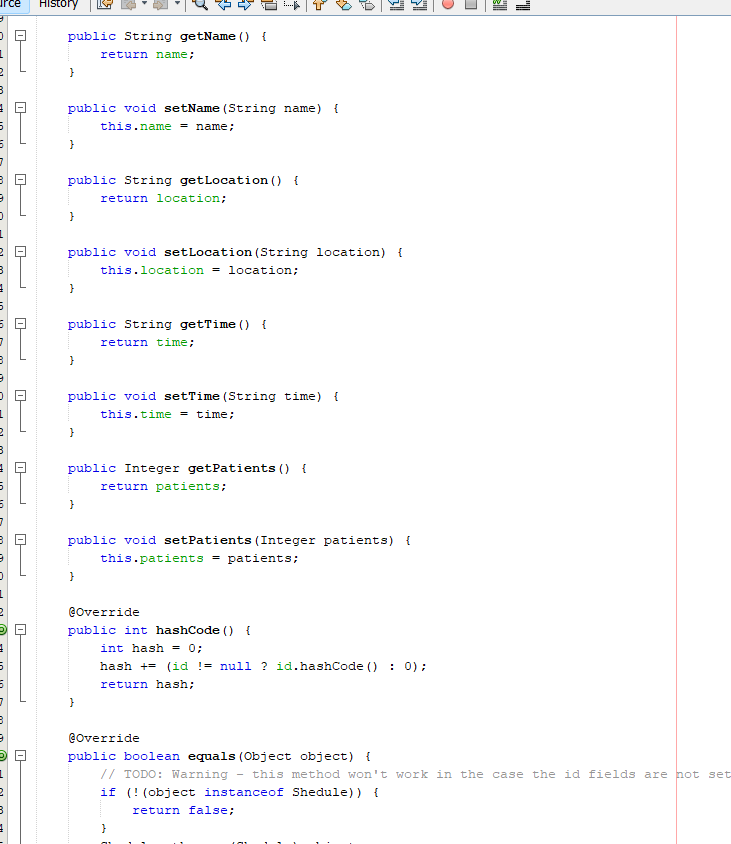 History
public String getName() {
return name;
}
public void setName(String name) {
this.name = name;
}
public String getLocation() {
return location;
}
public void setLocation(String location) {
this.location = location;
}
public String getTime() {
return time;
}
public void setTime(String time) {
this.time = time;
}
public Integer getPatients() {
return patients;
}
public void setPatients(Integer patients) {
this.patients = patients;
}
@Override
public int hashCode() {
int hash = 0;
hash += (id != null ? id.hashCode() : 0);
return hash;
}
@Override
public boolean equals(Object object) {
// TODO: Warning - this method won't work in the case the id fields are not set
if (!(object instanceof Shedule)) {
return false;
}